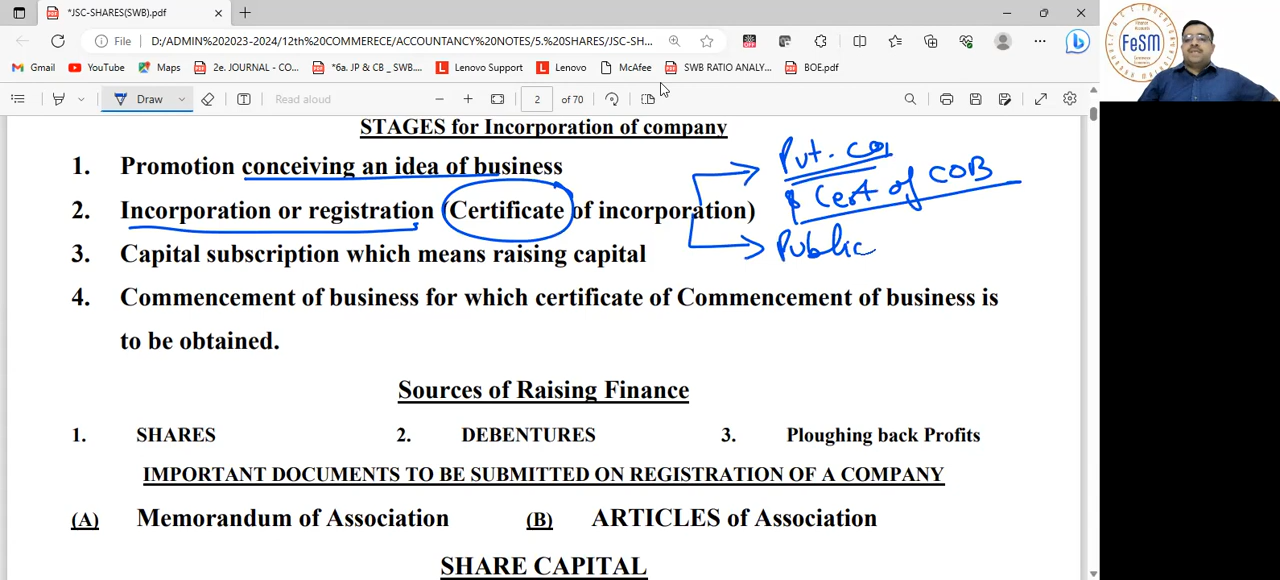 *JSC-SHARES(SWB).pdf
File D:/ADMIN%202023-2024/12th%20COMMERECE/ACCOUNTANCY%20NOTES/5.%20SHARES/JSC-SH...
Gmail YouTube Maps 2e. JOURNAL - CO... *6a. JP & CB _ SWB.... Lenovo Support Lenovo McAfee SWB RATIO ANALY... BOE.pdf
Draw Read aloud 2 of 70
STAGES for Incorporation of company
1. Promotion conceiving an idea of business
Pvt. Co.
Cert of COB
2. Incorporation or registration (Certificate of incorporation)
Public
3. Capital subscription which means raising capital
4. Commencement of business for which certificate of Commencement of business is
to be obtained.
Sources of Raising Finance
1. SHARES 2. DEBENTURES 3. Ploughing back Profits
IMPORTANT DOCUMENTS TO BE SUBMITTED ON REGISTRATION OF A COMPANY
(A) Memorandum of Association (B) ARTICLES of Association
SHARE CAPITAL
FeSM